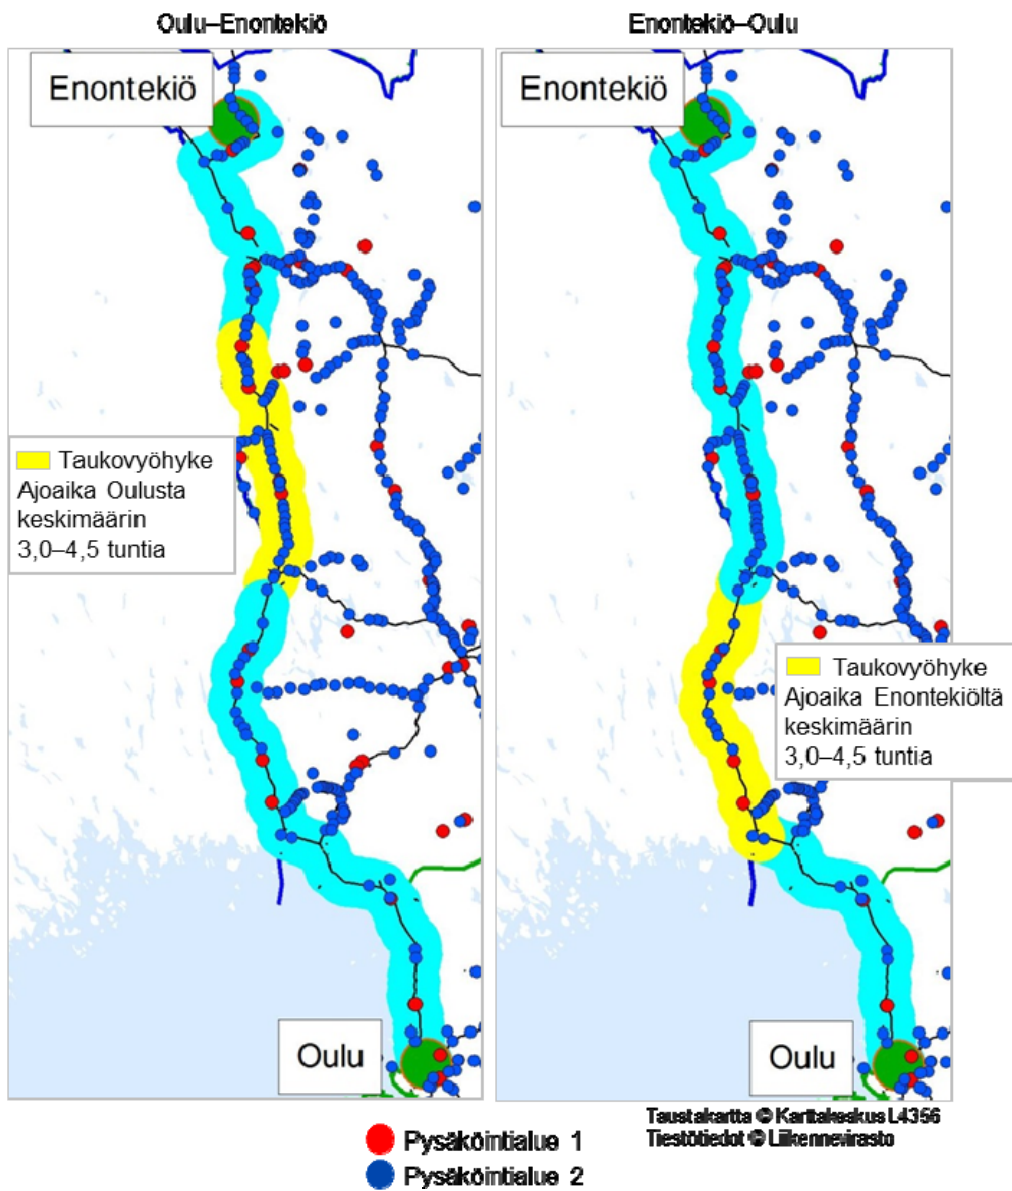 Oulu–Enontekiö
Enontekiö–Oulu
Enontekiö
Enontekiö
Taukovyöhyke
Ajoaika Oulusta
keskimäärin
3,0–4,5 tuntia
Taukovyöhyke
Ajoaika Enontekiöltä
keskimäärin
3,0–4,5 tuntia
Oulu
Oulu
Taustakartta © Karttakeskus L4356
Tiestötiedot © Liikennevirasto
Pysäköintialue 1
Pysäköintialue 2